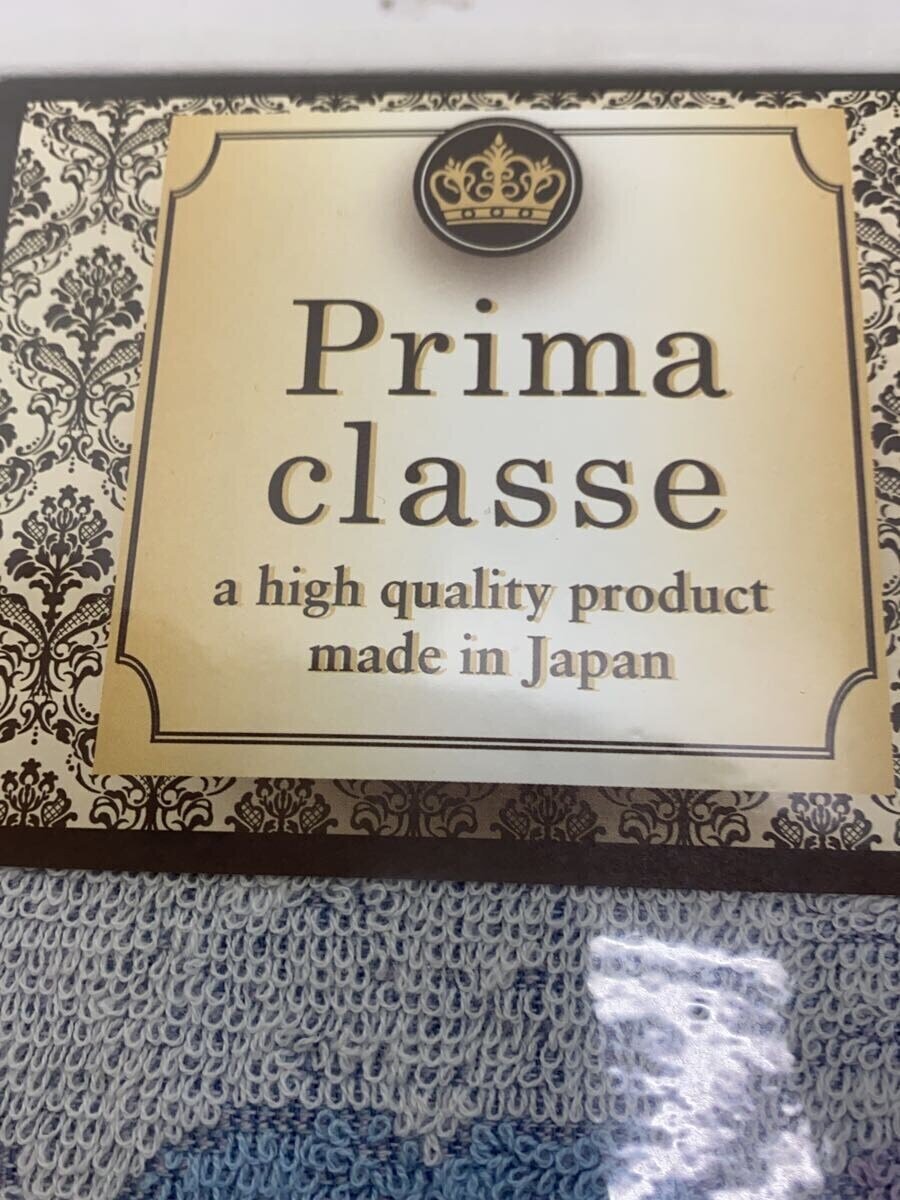 Prima
classe
a high quality product
made in Japan